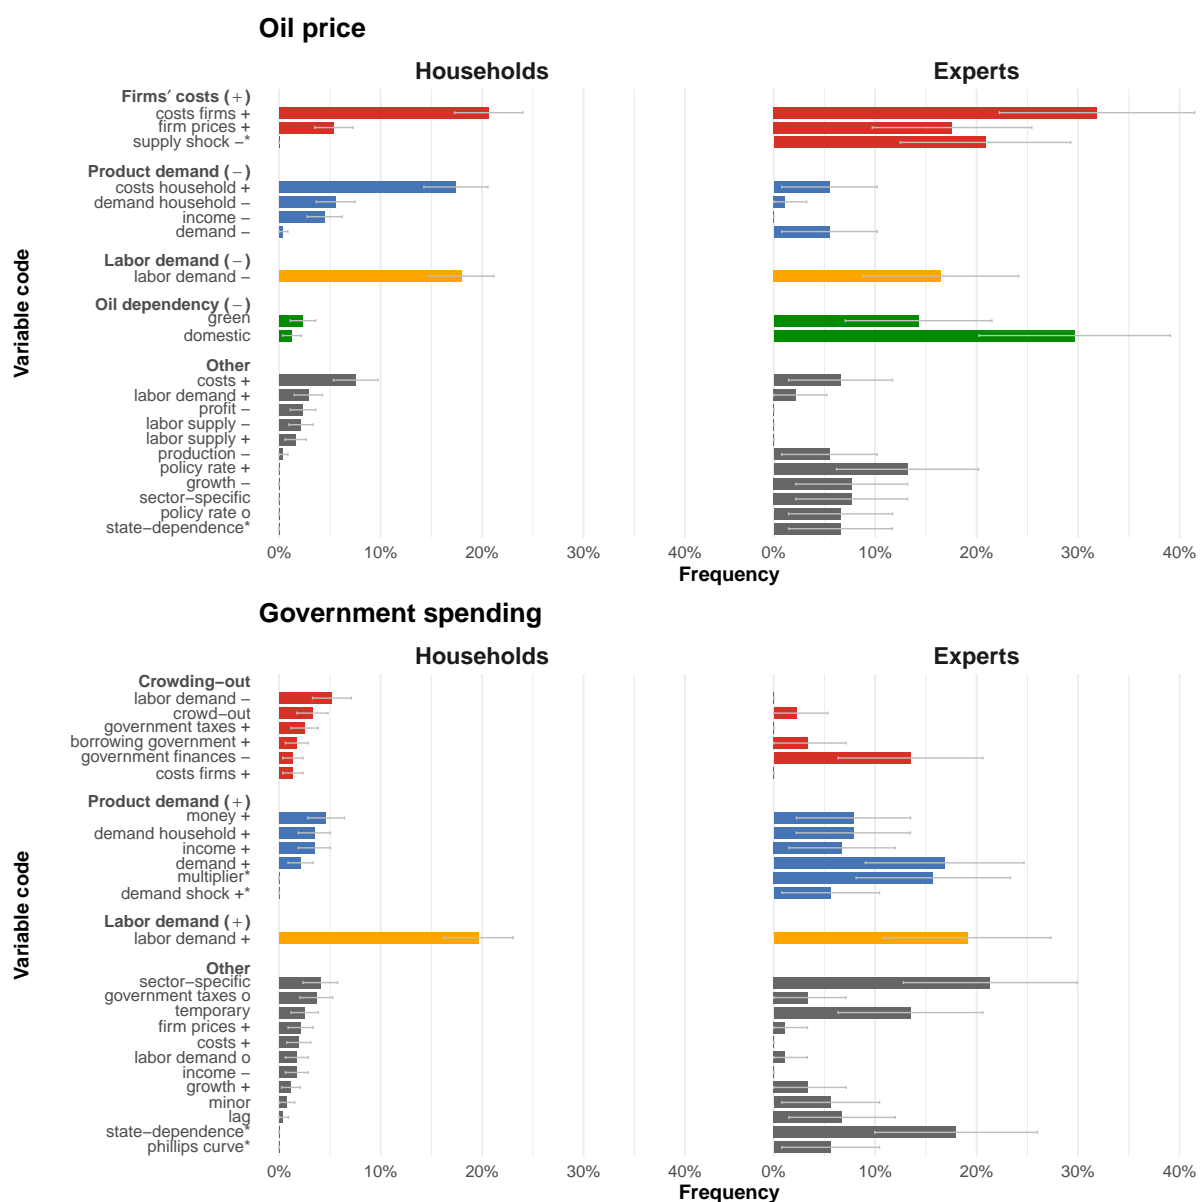 Oil price
Households
Experts
Variable code
Firms′ costs (+)
costs firms +
firm prices +
supply shock −*
Product demand (−)
costs household +
demand household −
income −
demand −
Labor demand (−)
labor demand −
Oil dependency (−)
green
domestic
Other
costs +
labor demand +
profit −
labor supply −
labor supply +
production −
policy rate +
growth −
sector−specific
policy rate o
state−dependence*
0% 10% 20% 30% 40% 0% 10% 20% 30% 40%
Frequency
Government spending
Households
Experts
Variable code
Crowding−out
labor demand −
crowd−out
government taxes +
borrowing government +
government finances −
costs firms +
Product demand (+)
money +
demand household +
income +
demand +
multiplier*
demand shock +*
Labor demand (+)
labor demand +
Other
sector−specific
government taxes o
temporary
firm prices +
costs +
labor demand o
income −
growth +
minor
lag
state−dependence*
phillips curve*
0% 10% 20% 30% 40% 0% 10% 20% 30% 40%
Frequency